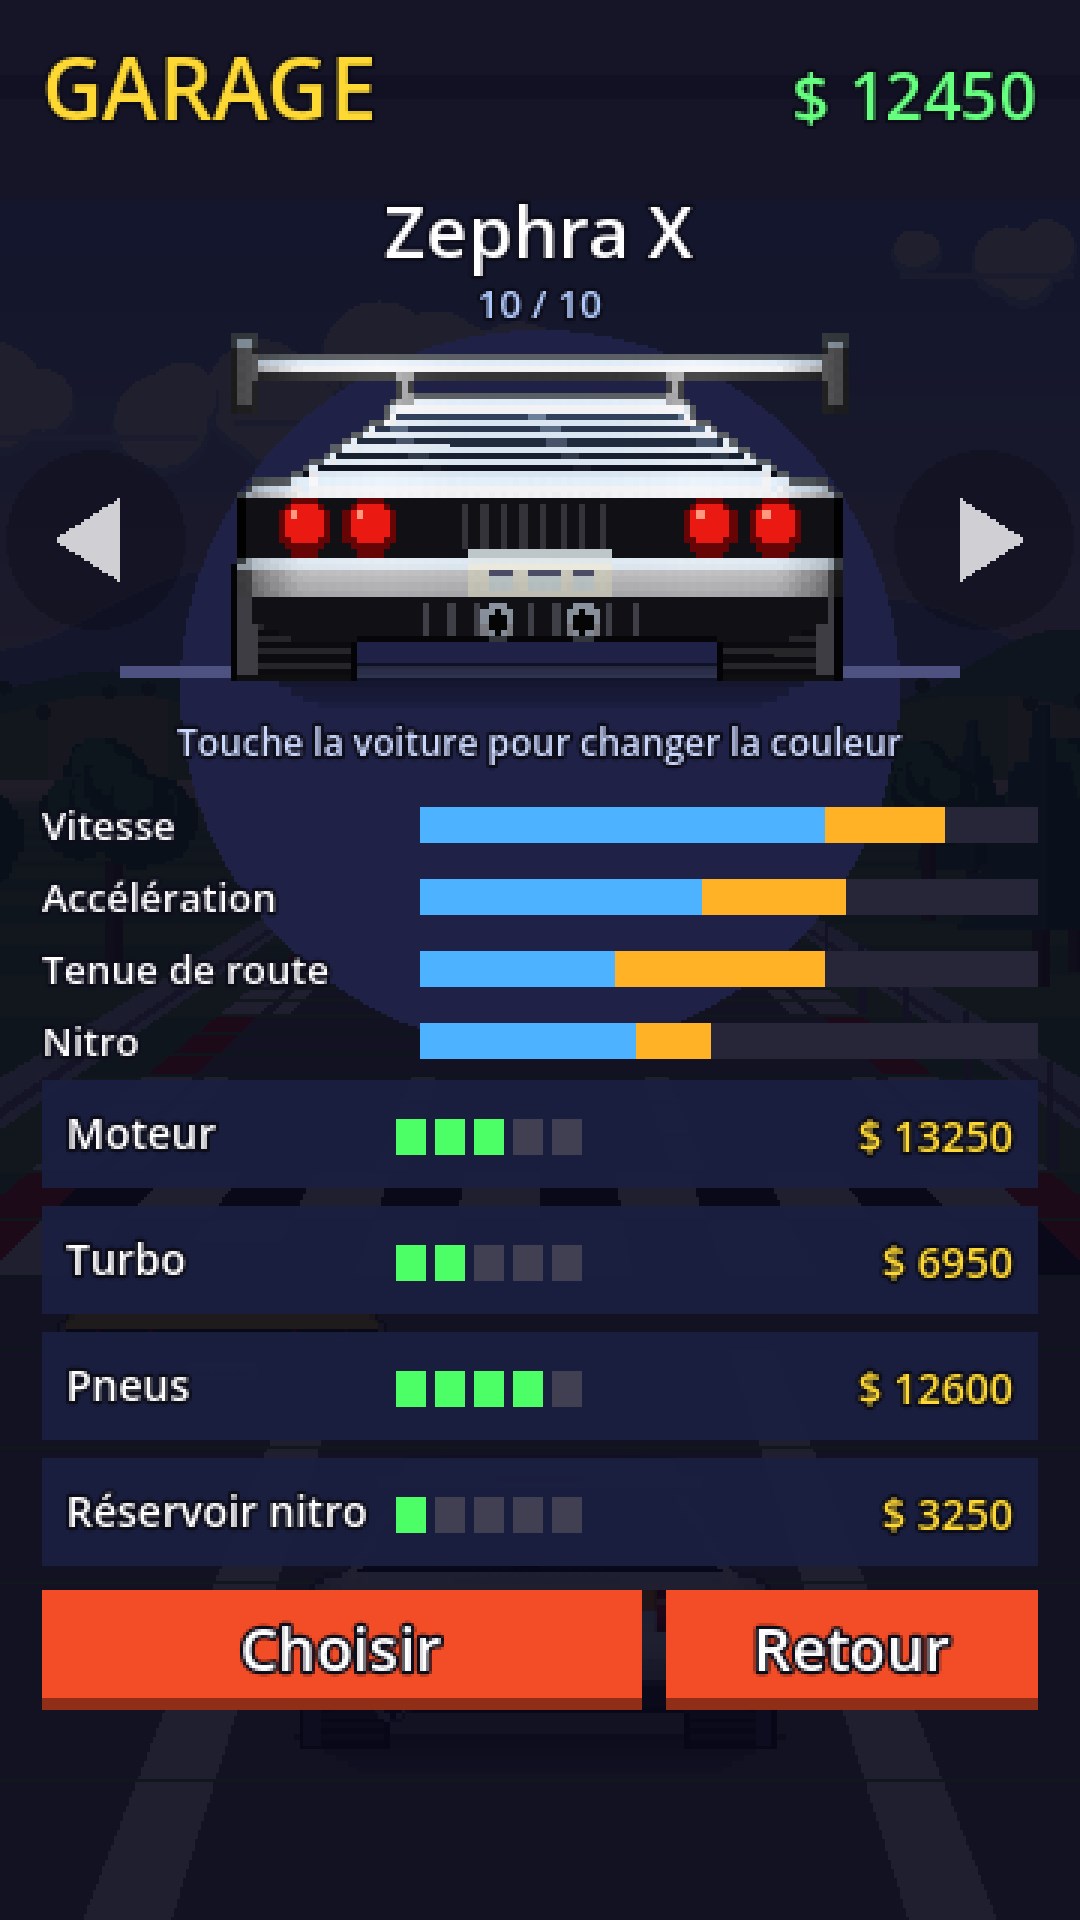 GARAGE
$ 12450
Zephra X
10 / 10
Touche la voiture pour changer la couleur
Vitesse
Accélération
Tenue de route
Nitro
Moteur $ 13250
Turbo $ 6950
Pneus $ 12600
Réservoir nitro $ 3250
Choisir Retour